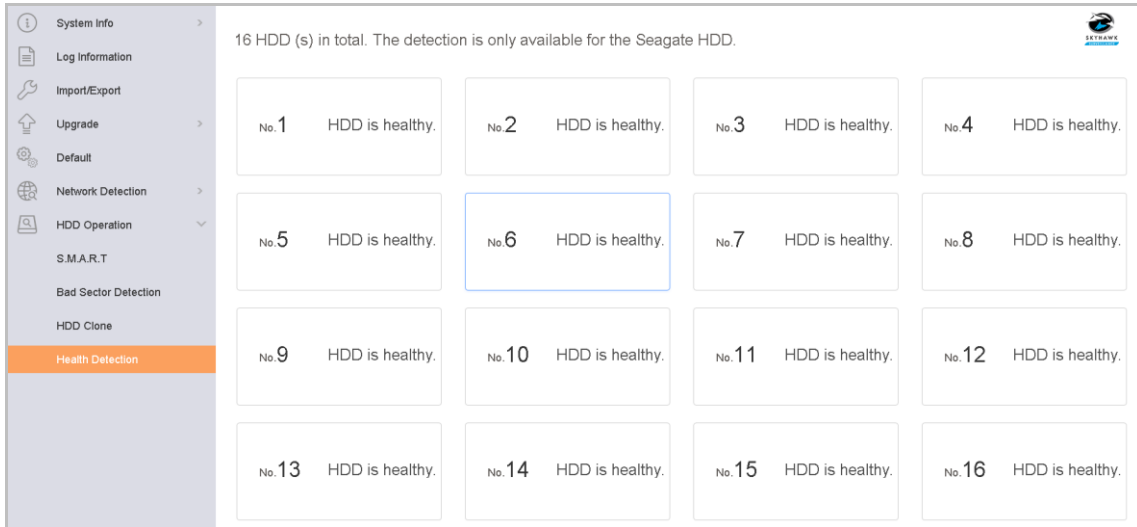 System Info
Log Information
Import/Export
Upgrade
Default
Network Detection
HDD Operation
S.M.A.R.T
Bad Sector Detection
HDD Clone
Health Detection
16 HDD (s) in total. The detection is only available for the Seagate HDD.
SKYHAWK
No.1 HDD is healthy.
No.2 HDD is healthy.
No.3 HDD is healthy.
No.4 HDD is healthy.
No.5 HDD is healthy.
No.6 HDD is healthy.
No.7 HDD is healthy.
No.8 HDD is healthy.
No.9 HDD is healthy.
No.10 HDD is healthy.
No.11 HDD is healthy.
No.12 HDD is healthy.
No.13 HDD is healthy.
No.14 HDD is healthy.
No.15 HDD is healthy.
No.16 HDD is healthy.